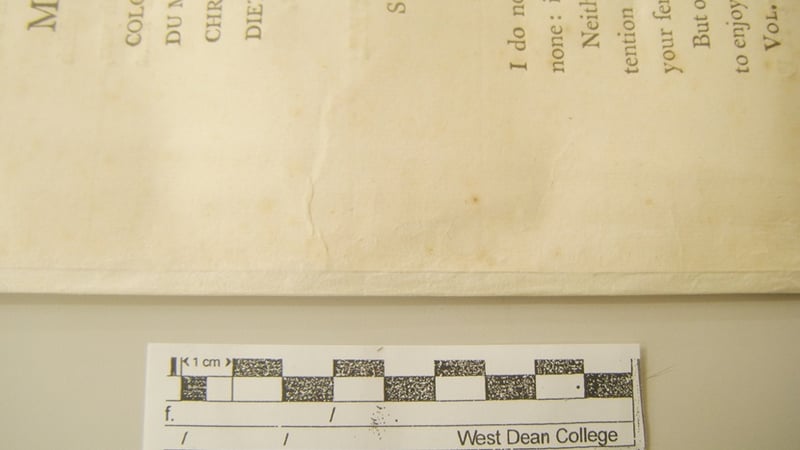 M
COLO
DU M
CHR
DIE
S
I do no
none: i
Neith
tention
your fer
But o
to enjoy
VOL.
1 cm
f. /
/ / West Dean College